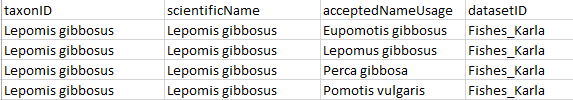 taxonID scientificName acceptedNameUsage datasetID
Lepomis gibbosus Lepomis gibbosus Eupomotis gibbosus Fishes_Karla
Lepomis gibbosus Lepomis gibbosus Lepomus gibbosus Fishes_Karla
Lepomis gibbosus Lepomis gibbosus Perca gibbosa Fishes_Karla
Lepomis gibbosus Lepomis gibbosus Pomotis vulgaris Fishes_Karla